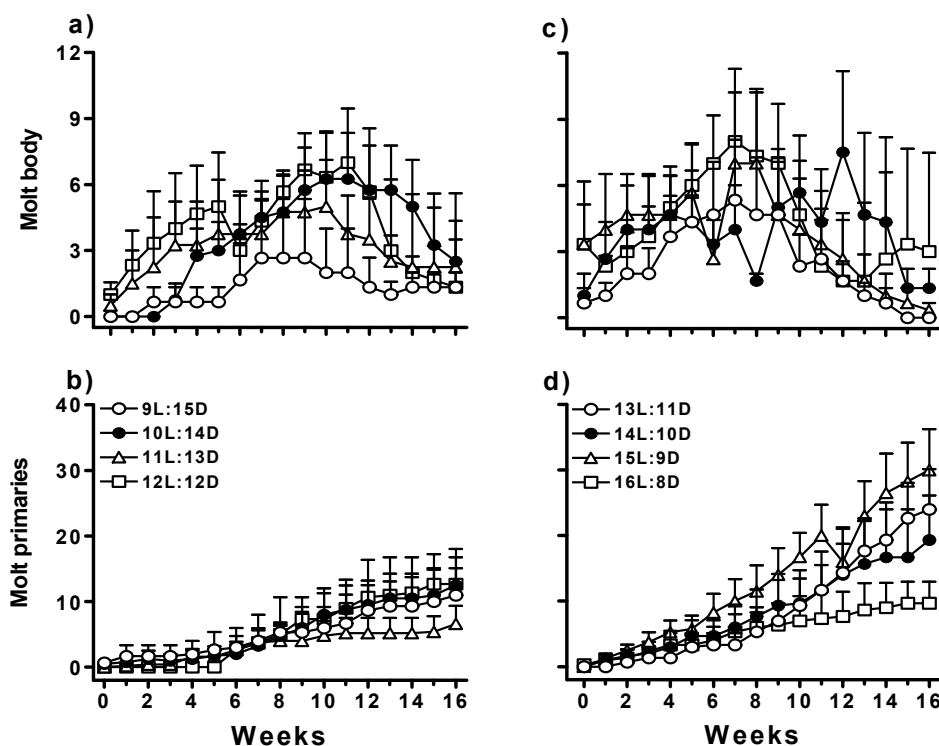 a)
c)
12
9
6
3
0
Molt body
b)
d)
40
30
20
10
0
Molt primaries
9L:15D
10L:14D
11L:13D
12L:12D
13L:11D
14L:10D
15L:9D
16L:8D
0 2 4 6 8 10 12 14 16
0 2 4 6 8 10 12 14 16
Weeks
Weeks